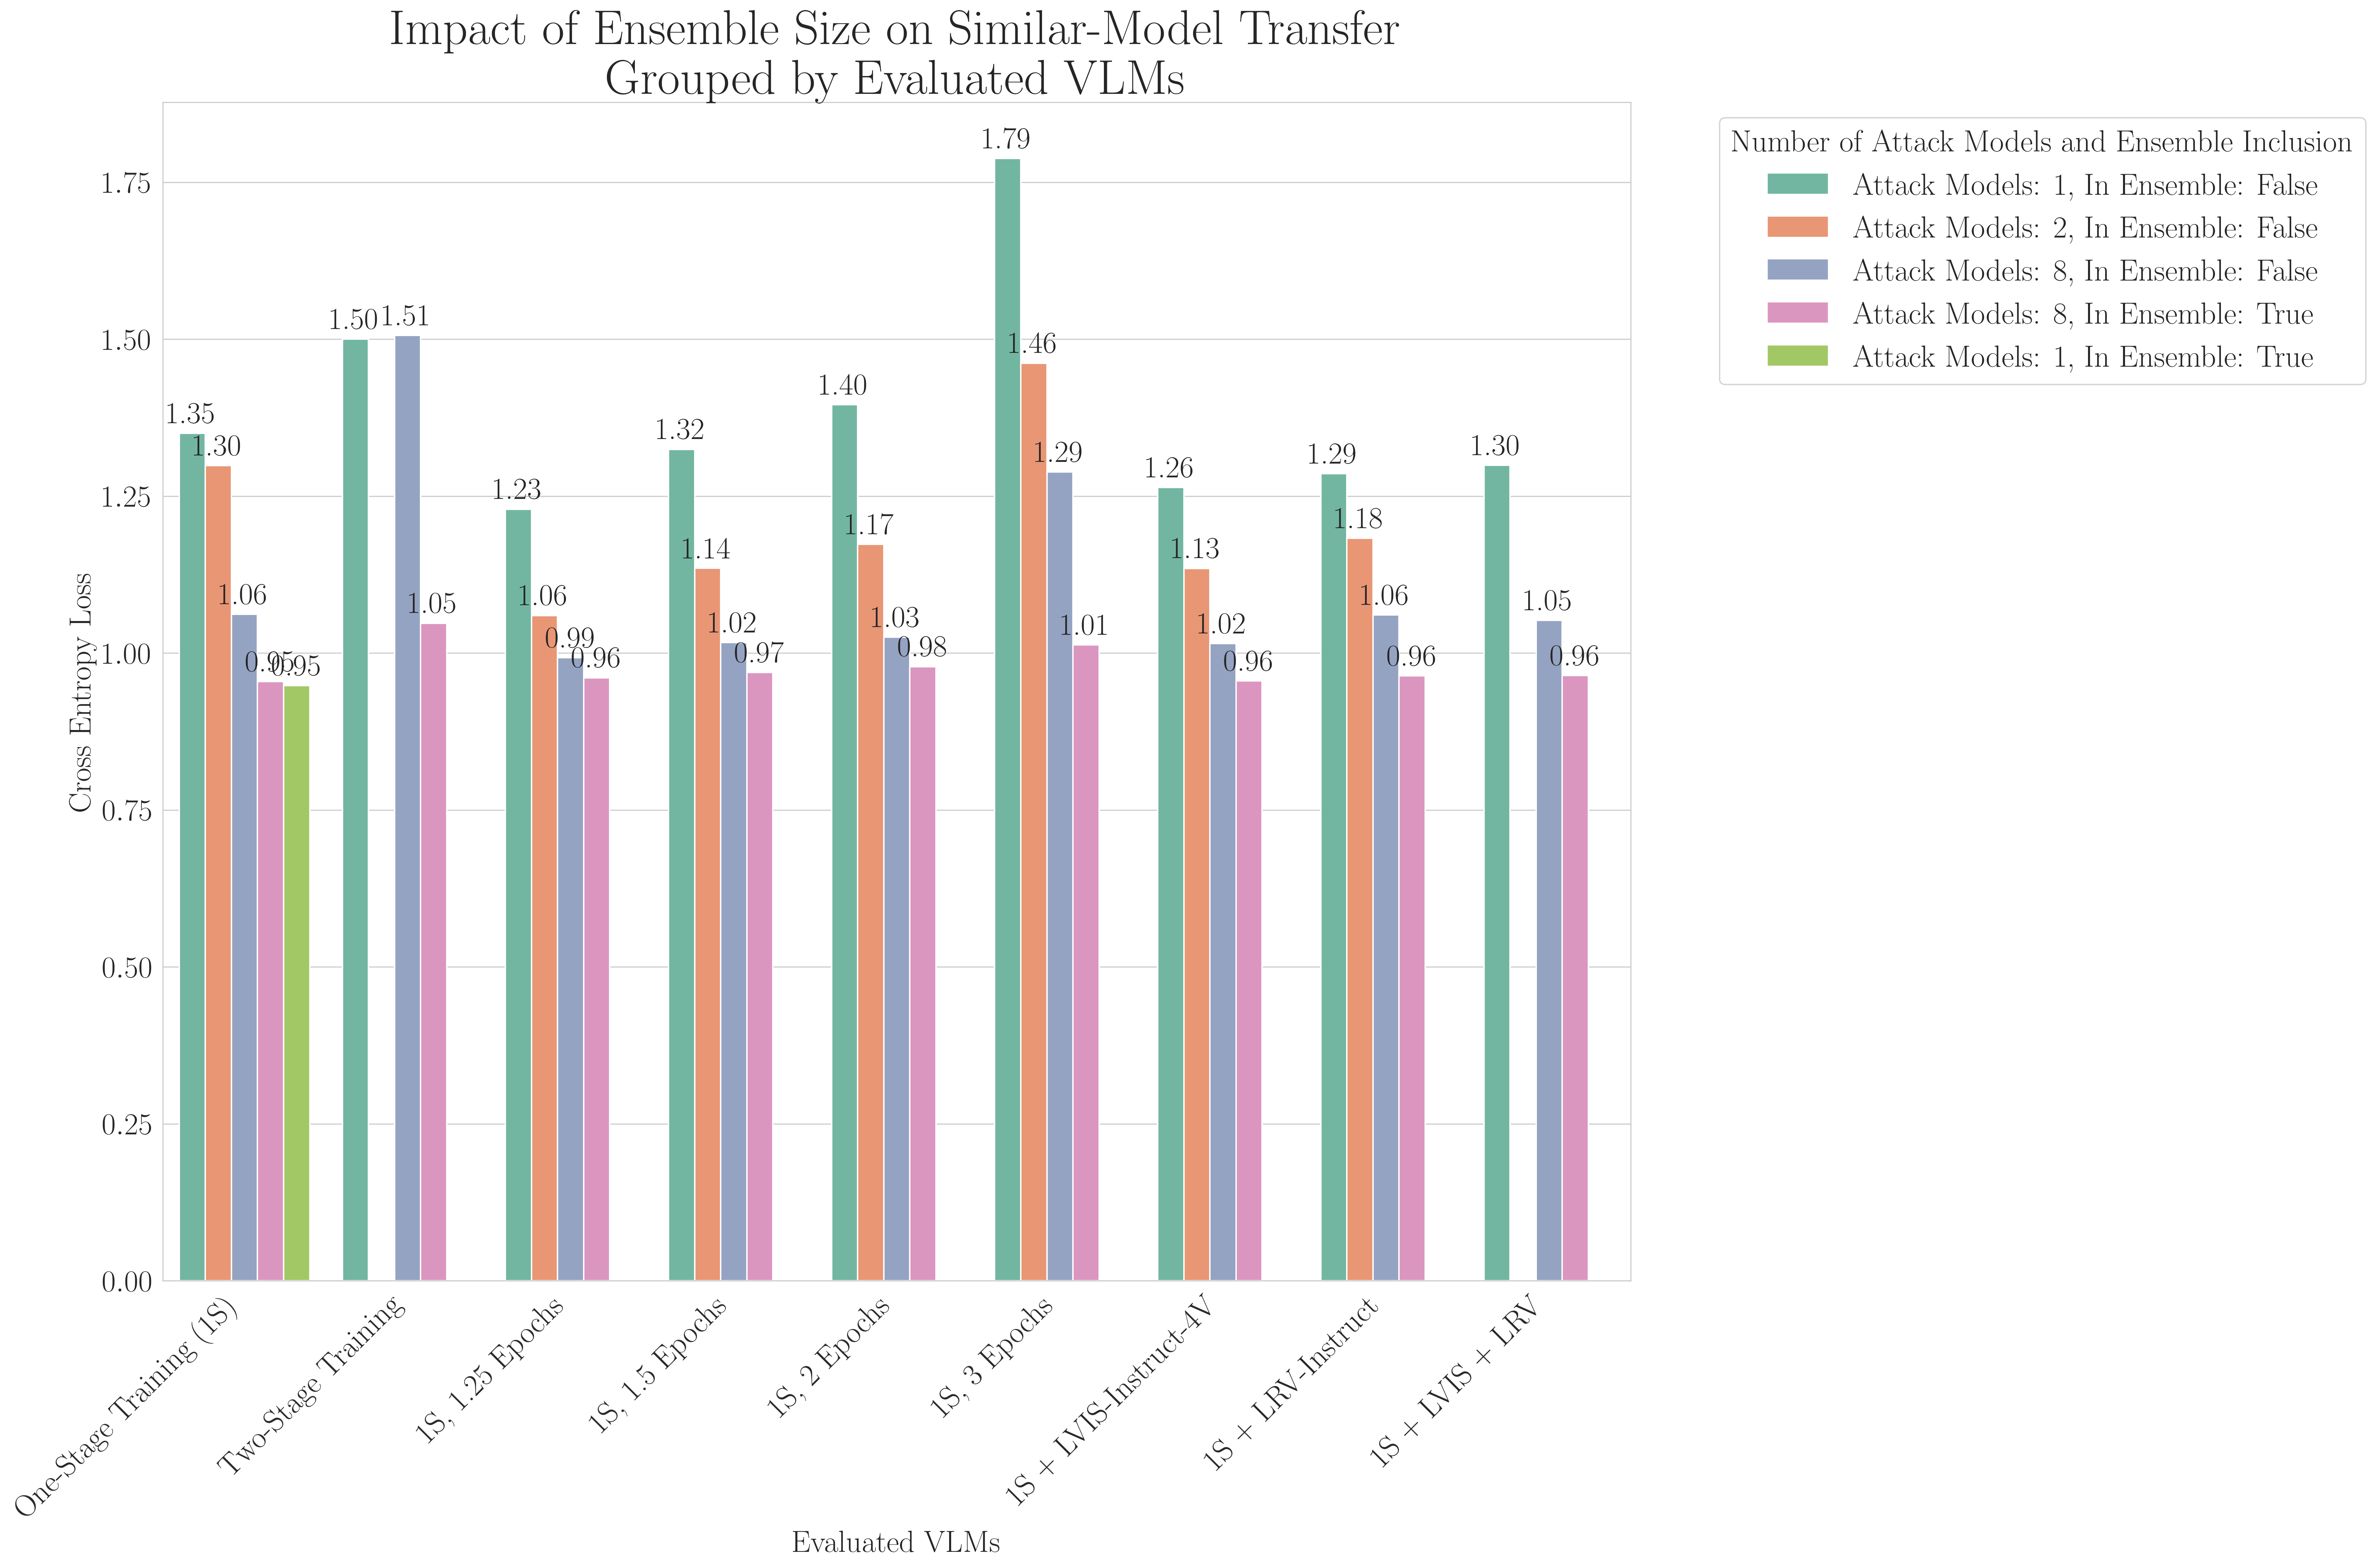 Impact of Ensemble Size on Similar-Model Transfer
Grouped by Evaluated VLMs
Number of Attack Models and Ensemble Inclusion
Attack Models: 1, In Ensemble: False
Attack Models: 2, In Ensemble: False
Attack Models: 8, In Ensemble: False
Attack Models: 8, In Ensemble: True
Attack Models: 1, In Ensemble: True
Cross Entropy Loss
1.75
1.50
1.25
1.00
0.75
0.50
0.25
0.00
1.35
1.30
1.06
0.95
0.95
1.50
1.51
1.05
1.23
1.06
0.99
0.96
1.32
1.14
1.02
0.97
1.40
1.17
1.03
0.98
1.79
1.46
1.29
1.01
1.26
1.13
1.02
0.96
1.29
1.18
1.06
0.96
1.30
1.05
0.96
One-Stage Training (1S)
Two-Stage Training
1S, 1.25 Epochs
1S, 1.5 Epochs
1S, 2 Epochs
1S, 3 Epochs
1S + LVIS-Instruct-4V
1S + LRV-Instruct
1S + LVIS + LRV
Evaluated VLMs